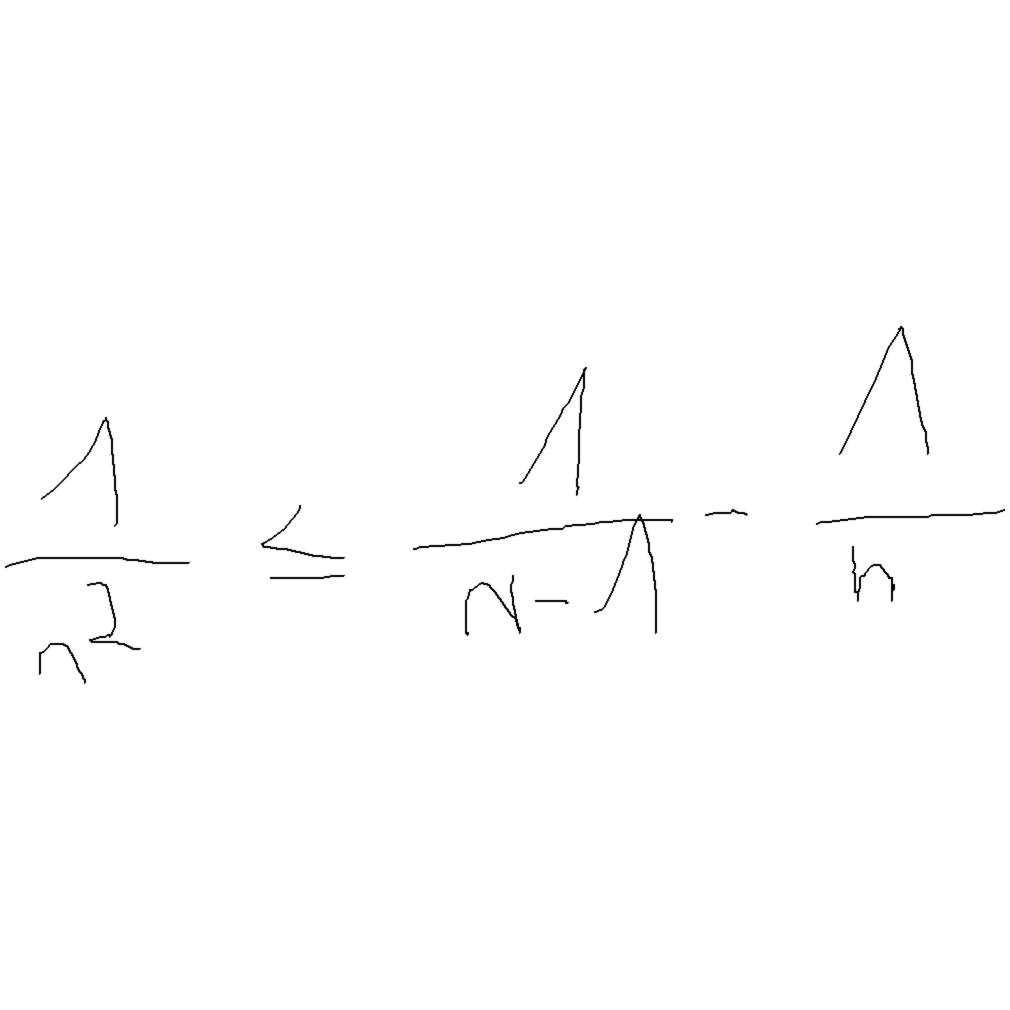 1/n² ≤ 1/(n-1) - 1/n